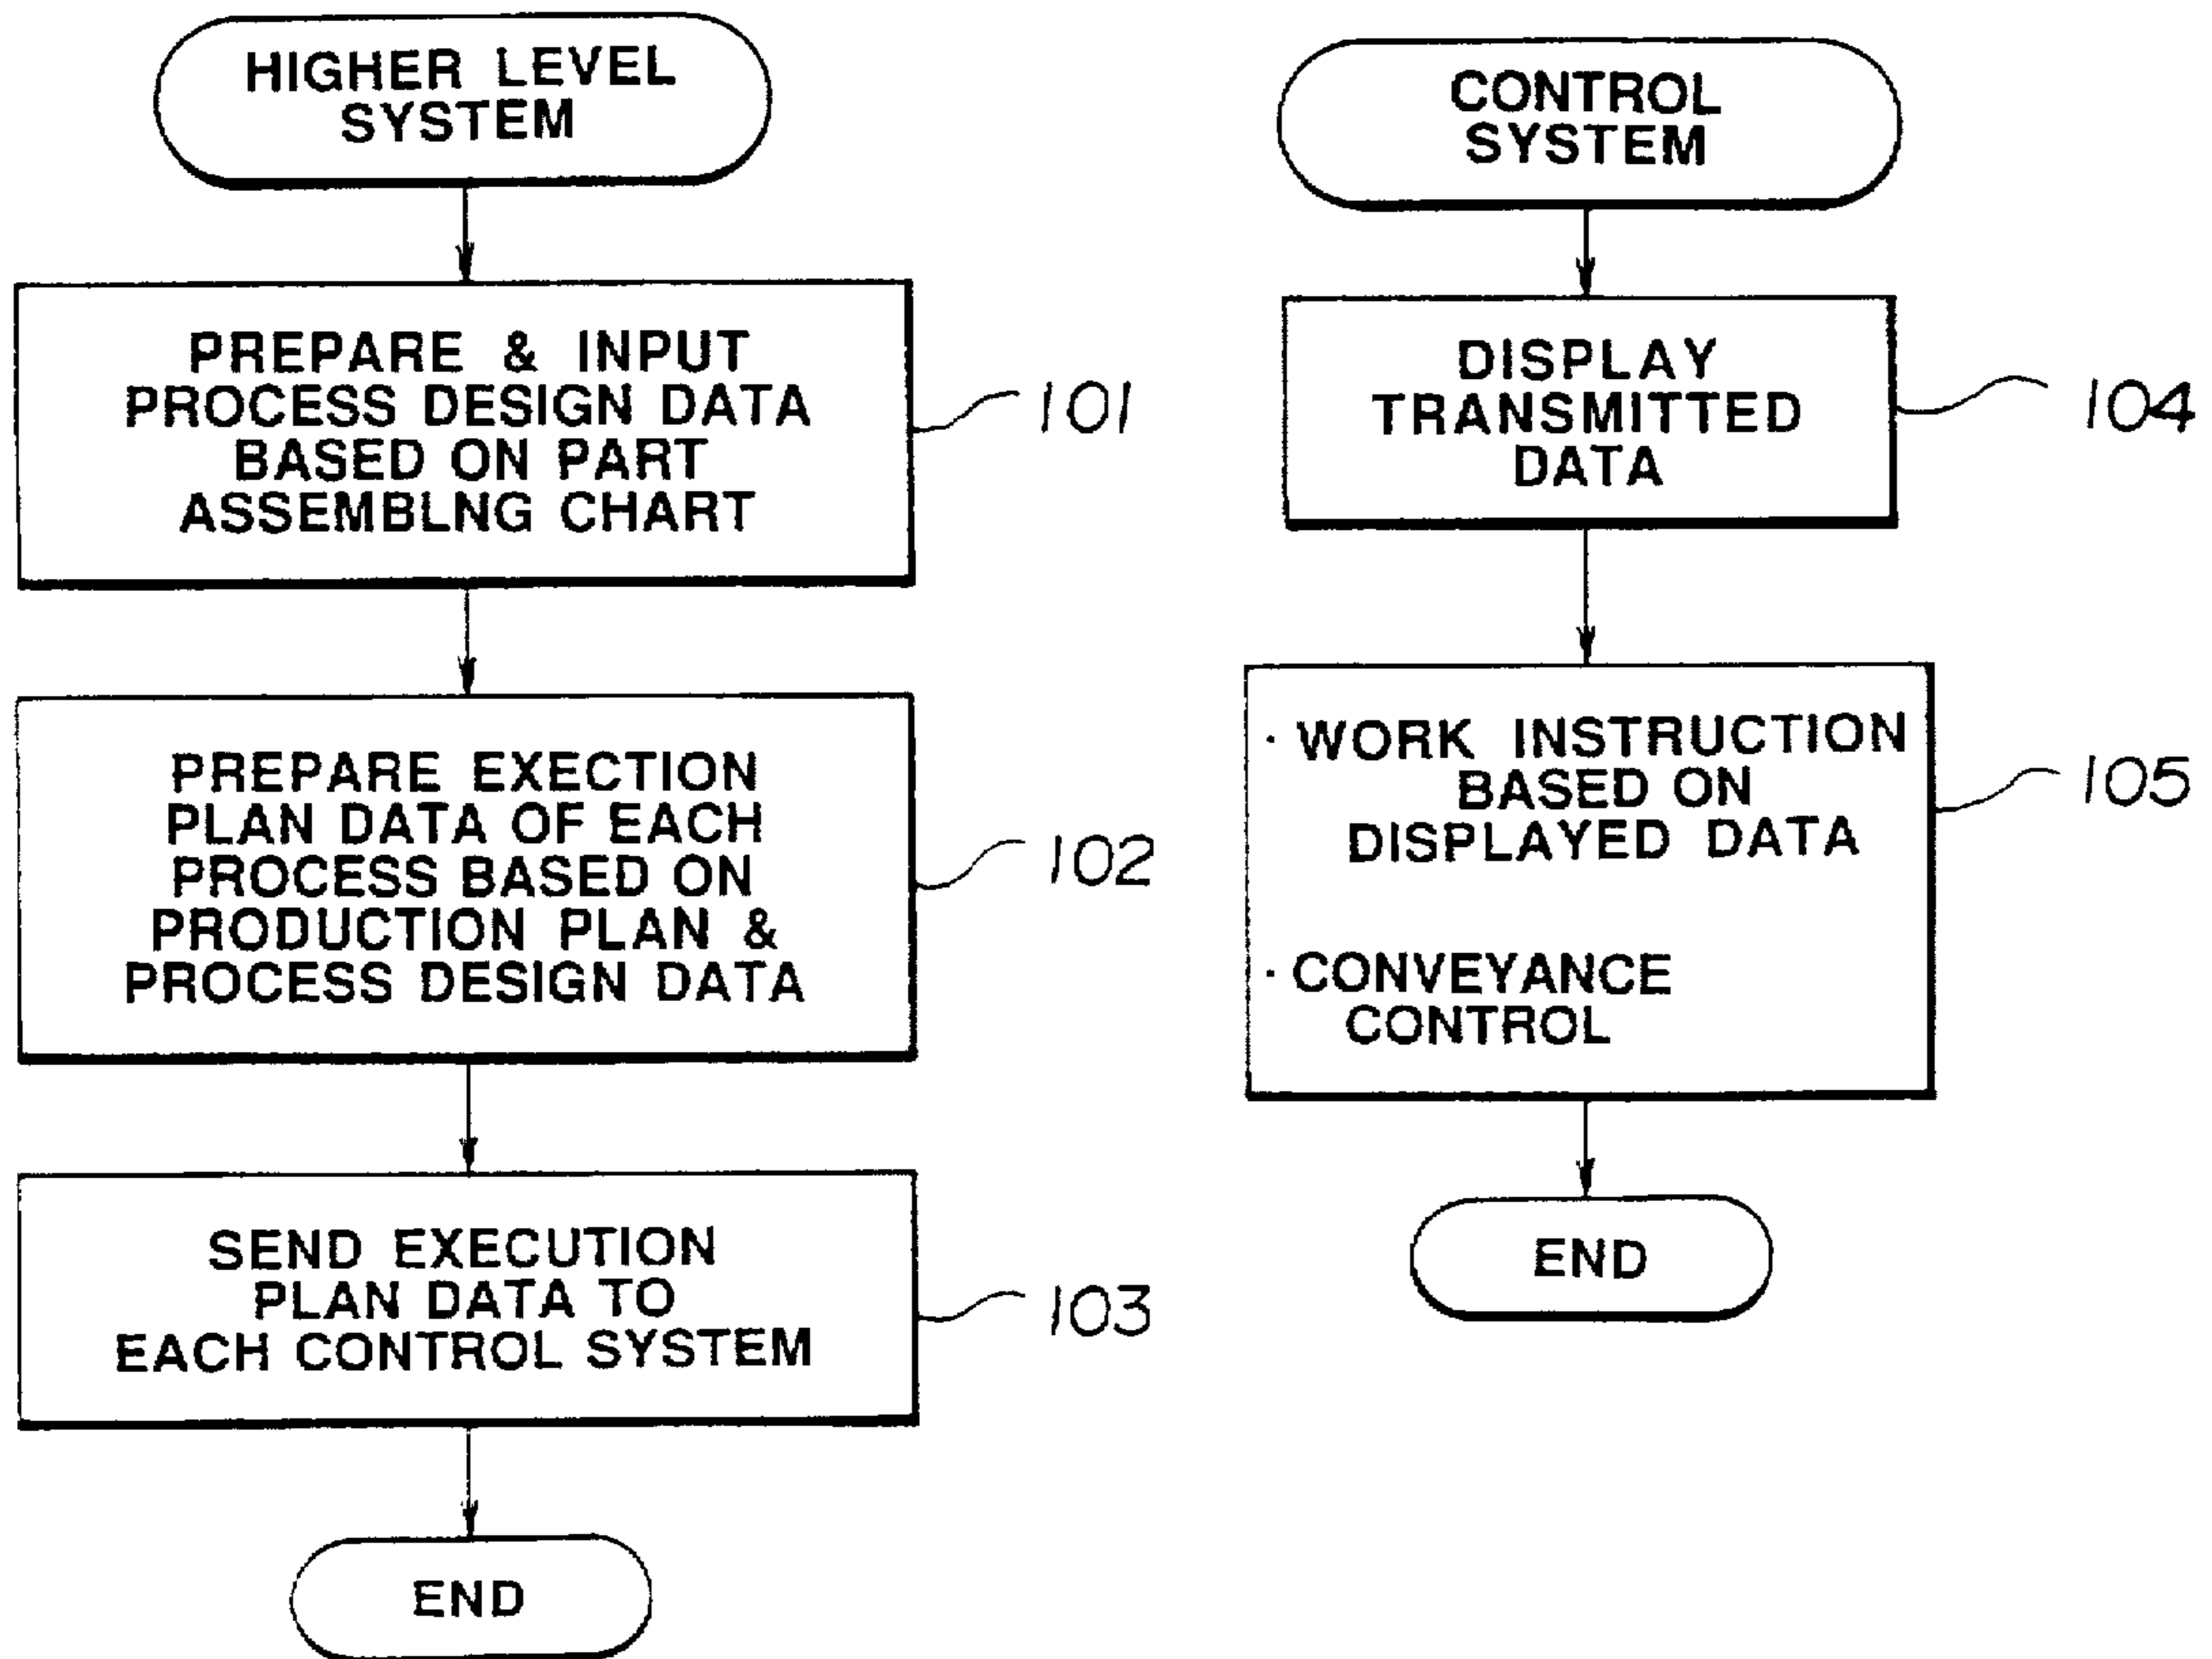 HIGHER LEVEL
SYSTEM
PREPARE & INPUT
PROCESS DESIGN DATA
BASED ON PART
ASSEMBLNG CHART
101
PREPARE EXECTION
PLAN DATA OF EACH
PROCESS BASED ON
PRODUCTION PLAN &
PROCESS DESIGN DATA
102
SEND EXECUTION
PLAN DATA TO
EACH CONTROL SYSTEM
103
END
CONTROL
SYSTEM
DISPLAY
TRANSMITTED
DATA
104
· WORK INSTRUCTION
BASED ON
DISPLAYED DATA
· CONVEYANCE
CONTROL
105
END